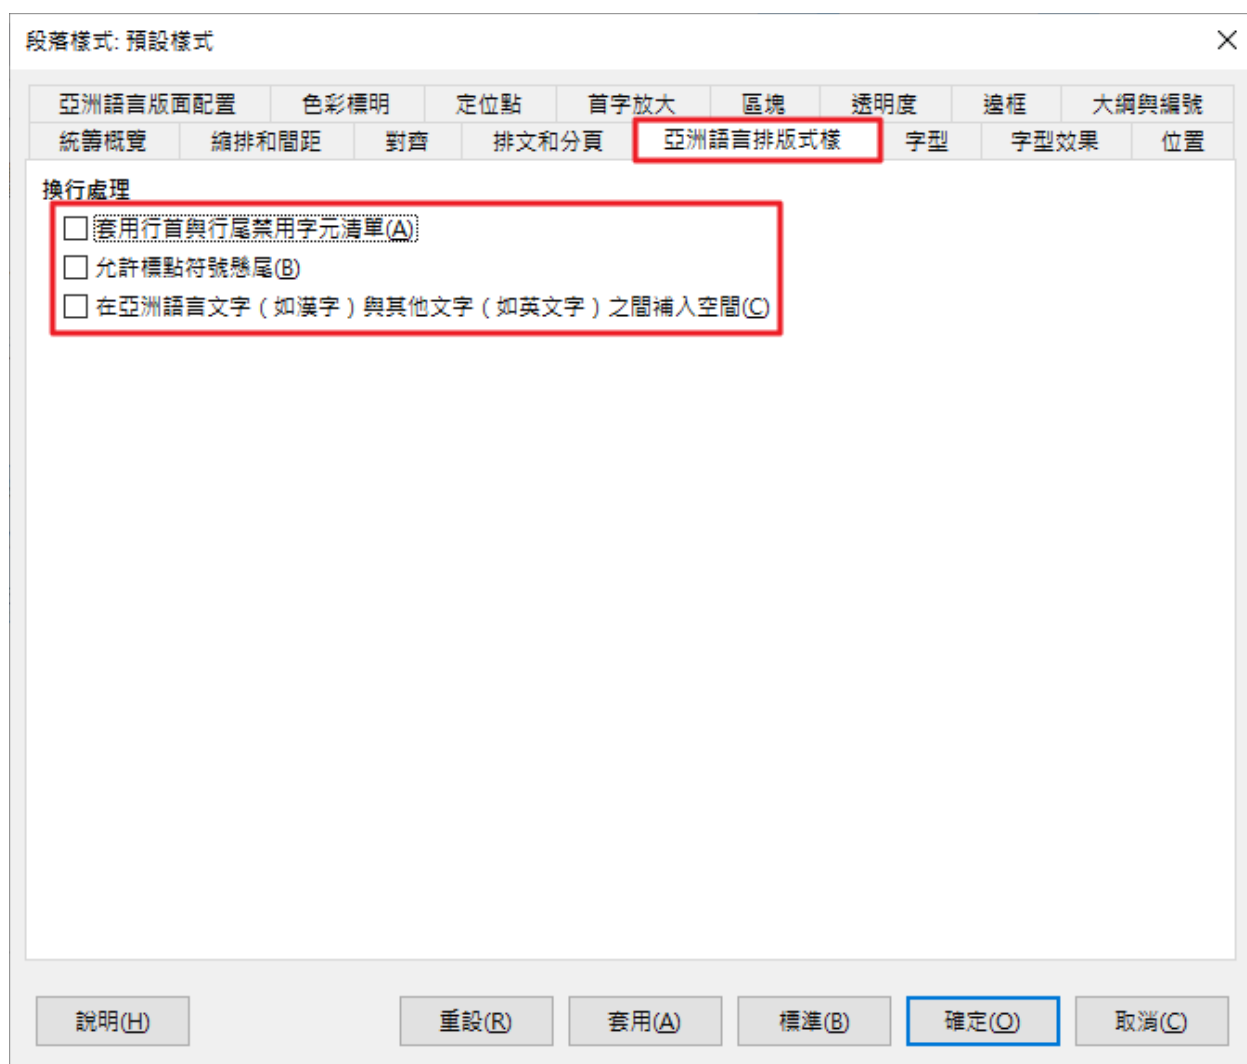 段落樣式: 預設樣式
亞洲語言版面配置 色彩標明 定位點 首字放大 區塊 透明度 邊框 大綱與編號
統籌概覽 縮排和間距 對齊 排文和分頁 亞洲語言排版式樣 字型 字型效果 位置
換行處理
套用行首與行尾禁用字元清單(A)
允許標點符號懸尾(B)
在亞洲語言文字（如漢字）與其他文字（如英文字）之間補入空間(C)
說明(H) 重設(R) 套用(A) 標準(B) 確定(O) 取消(C)